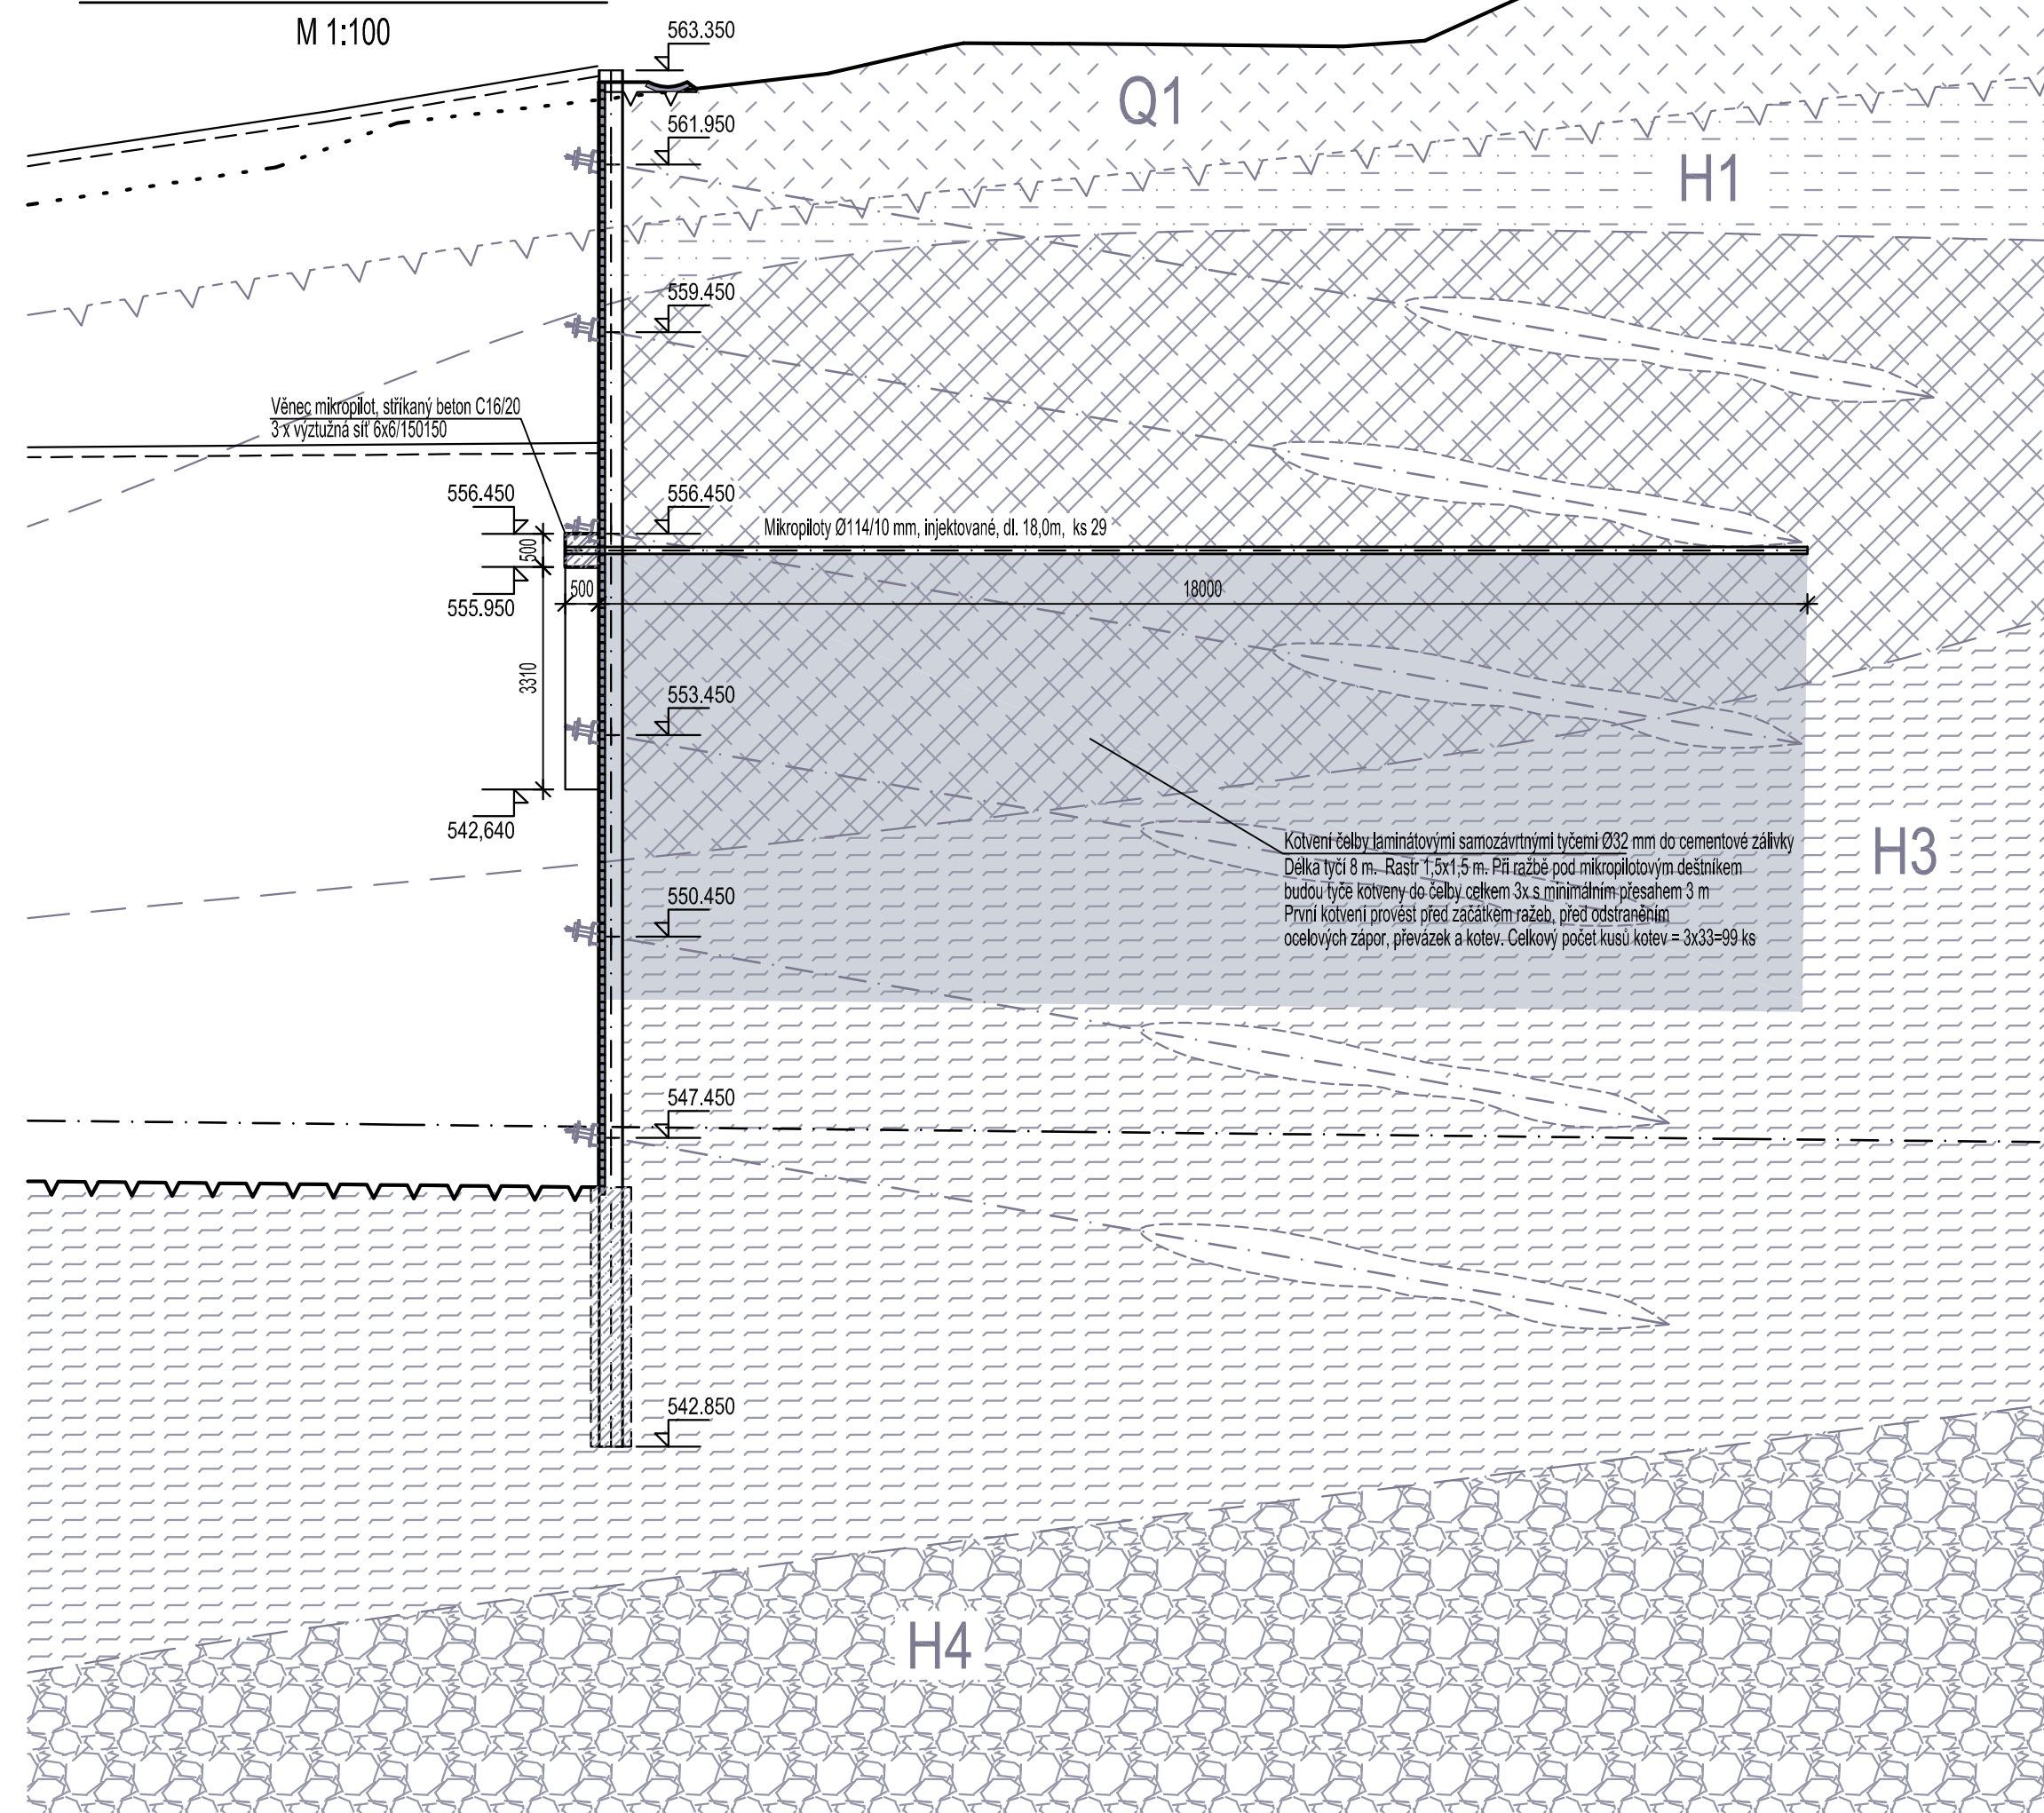 M 1:100
563.350
Q1
561.950
H1
559.450
Věnec mikropilot, stříkaný beton C16/20
3 x výztužná síť 6x6/150150
556.450
556.450
Mikropiloty Ø114/10 mm, injektované, dl. 18,0m, ks 29
500
500
18000
555.950
3310
553.450
542,640
Kotvení čelby laminátovými samozávrtnými tyčemi Ø32 mm do cementové zálivky
Délka tyčí 8 m. Rastr 1,5x1,5 m. Při ražbě pod mikropilotovým deštníkem
budou tyče kotveny do čelby celkem 3x s minimálním přesahem 3 m
První kotvení provést před začátkem ražeb, před odstraněním
ocelových zápor, převázek a kotev. Celkový počet kusů kotev = 3x33=99 ks
H3
550.450
547.450
542.850
H4